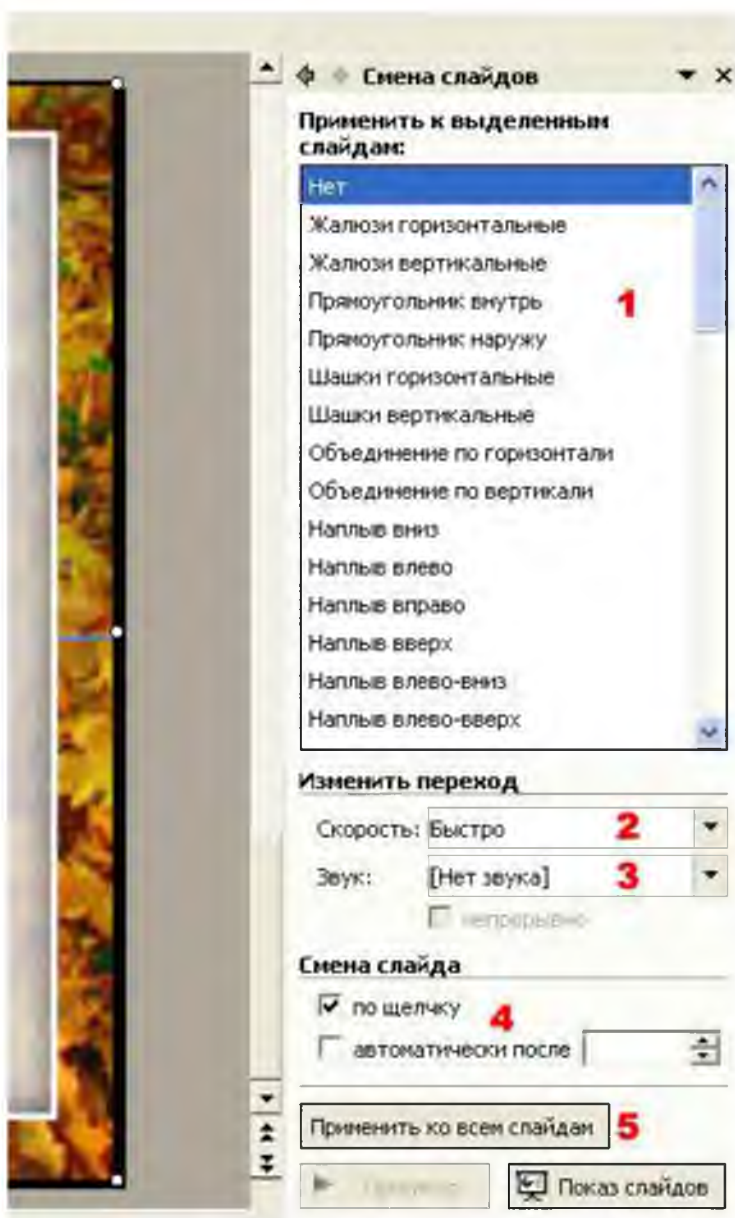 Смена слайдов
Применить к выделенным
слайдам:
Нет
Жалюзи горизонтальные
Жалюзи вертикальные
Прямоугольник внутрь 1
Прямоугольник наружу
Шашки горизонтальные
Шашки вертикальные
Объединение по горизонтали
Объединение по вертикали
Наплыв вниз
Наплыв влево
Наплыв вправо
Наплыв вверх
Наплыв влево-вниз
Наплыв влево-вверх
Изменить переход
Скорость: Быстро 2
Звук: [Нет звука] 3
непрерывно
Смена слайда
по щелчку 4
автоматически после
Применить ко всем слайдам 5
Показ слайдов